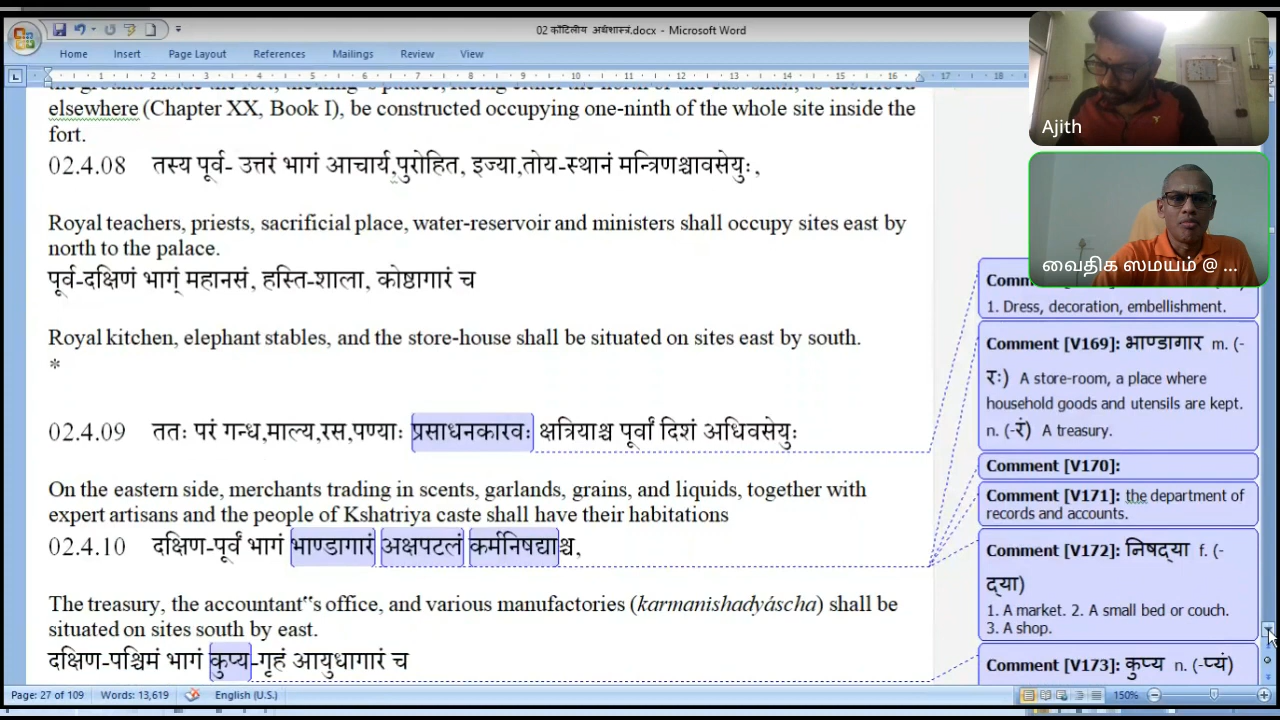 02 कौटिलीय अर्थशास्त्रं.docx - Microsoft Word
Home Insert Page Layout References Mailings Review View
elsewhere (Chapter XX, Book I), be constructed occupying one-ninth of the whole site inside the
fort.
02.4.08 तस्य पूर्व- उत्तरं भागं आचार्य,पुरोहित, इज्या,तोय-स्थानं मन्त्रिणश्चावसेयुः,
Royal teachers, priests, sacrificial place, water-reservoir and ministers shall occupy sites east by
north to the palace.
पूर्व-दक्षिणं भाग्ं महानसं, हस्ति-शाला, कोष्ठागारं च
Royal kitchen, elephant stables, and the store-house shall be situated on sites east by south.
*
02.4.09 ततः परं गन्ध,माल्य,रस,पण्याः प्रसाधनकारवः क्षत्रियाश्च पूर्वां दिशं अधिवसेयुः
On the eastern side, merchants trading in scents, garlands, grains, and liquids, together with
expert artisans and the people of Kshatriya caste shall have their habitations
02.4.10 दक्षिण-पूर्वं भागं भाण्डागारं अक्षपटलं कर्मनिषद्याश्च,
The treasury, the accountant‟s office, and various manufactories (karmanishadyáscha) shall be
situated on sites south by east.
दक्षिण-पश्चिमं भागं कुप्य-गृहं आयुधागारं च
1. Dress, decoration, embellishment.
Comment [V169]: भाण्डागार m. (-
रः) A store-room, a place where
household goods and utensils are kept.
n. (-रं) A treasury.
Comment [V170]:
Comment [V171]: the department of
records and accounts.
Comment [V172]: निषद्या f. (-
द्या)
1. A market. 2. A small bed or couch.
3. A shop.
Comment [V173]: कुप्य n. (-प्यं)
Ajith
வைதிக ஸமயம் @ ...
Page: 27 of 109 Words: 13,619 English (U.S.) 150%